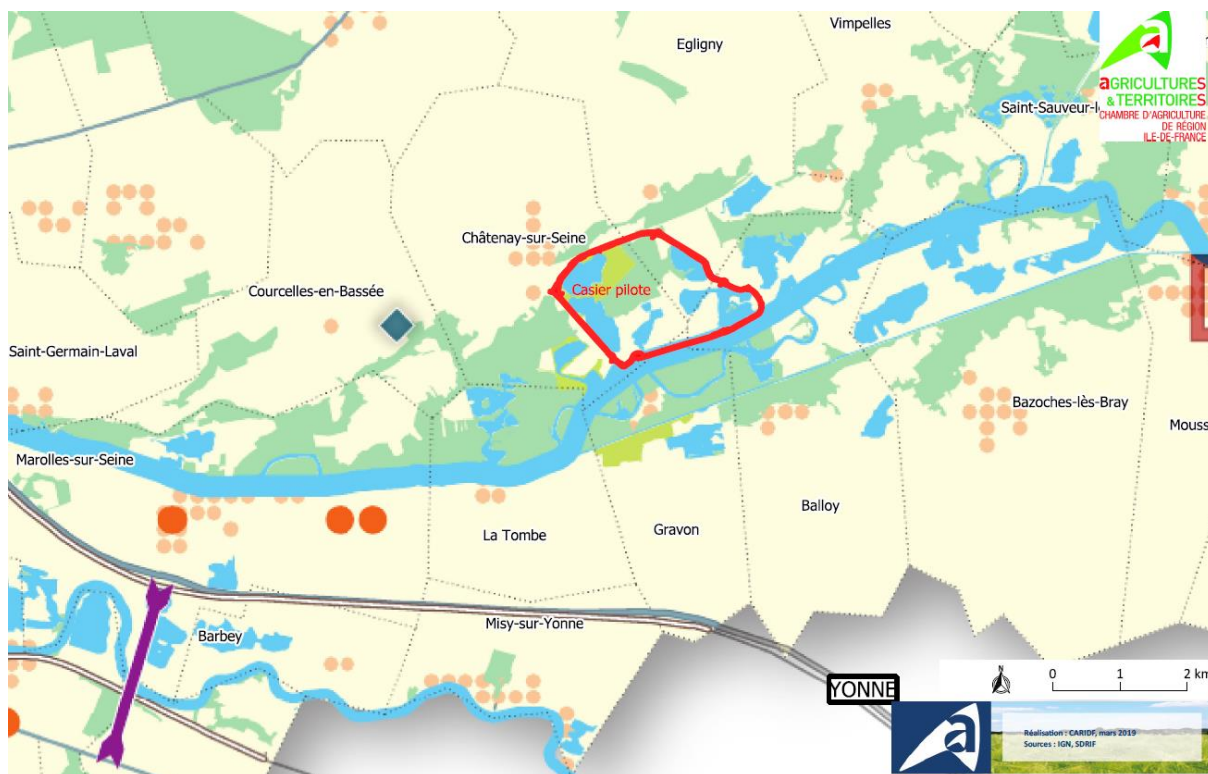 Vimpelles
Egligny
aGRICULTURES
& TERRITOIRES
CHAMBRE D'AGRICULTURE
DE RÉGION
ILE-DE-FRANCE
Saint-Sauveur-l
Châtenay-sur-Seine
Courcelles-en-Bassée
Casier pilote
Saint-Germain-Laval
Bazoches-lès-Bray
Mouss
Marolles-sur-Seine
Balloy
La Tombe
Gravon
Misy-sur-Yonne
Barbey
N
0 1 2 km
YONNE
Réalisation : CARIDF, mars 2019
Sources : IGN, SDRIF